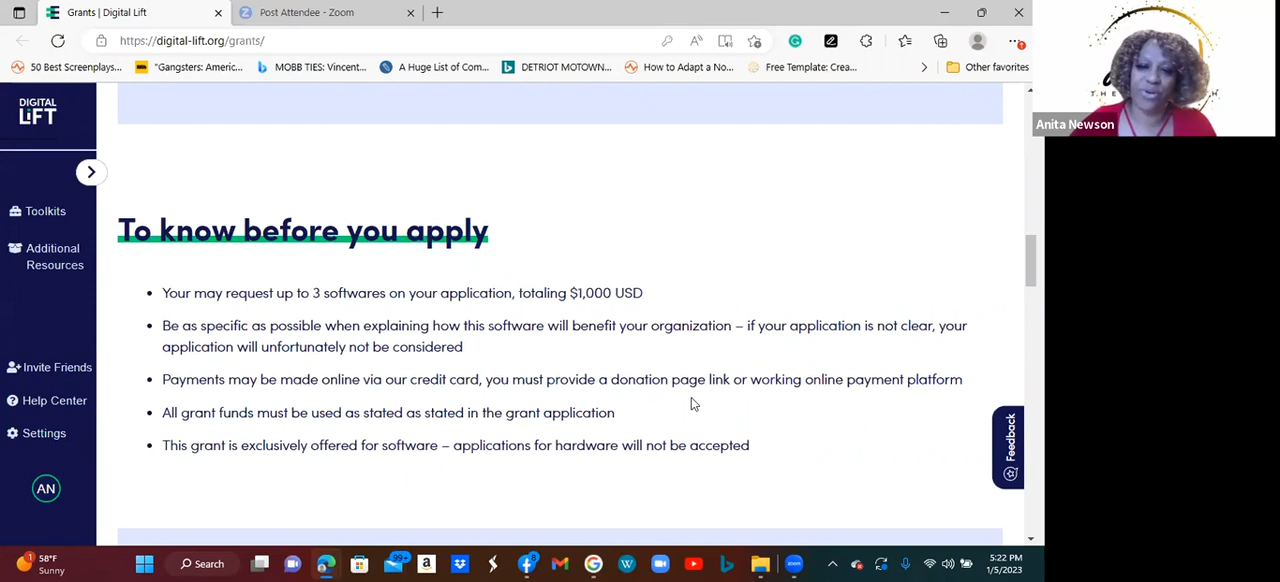 Grants | Digital Lift
Post Attendee - Zoom
https://digital-lift.org/grants/
50 Best Screenplays...
"Gangsters: Americ...
MOBB TIES: Vincent...
A Huge List of Com...
DETRIOT MOTOWN...
How to Adapt a No...
Free Template: Crea...
Other favorites
Anita Newson
DIGITAL
LiFT
Toolkits
Additional
Resources
Invite Friends
Help Center
Settings
AN
To know before you apply
• Your may request up to 3 softwares on your application, totaling $1,000 USD
• Be as specific as possible when explaining how this software will benefit your organization – if your application is not clear, your
application will unfortunately not be considered
• Payments may be made online via our credit card, you must provide a donation page link or working online payment platform
• All grant funds must be used as stated as stated in the grant application
• This grant is exclusively offered for software – applications for hardware will not be accepted
Feedback
1
58°F
Sunny
Search
99+
8
zoom
5:22 PM
1/5/2023